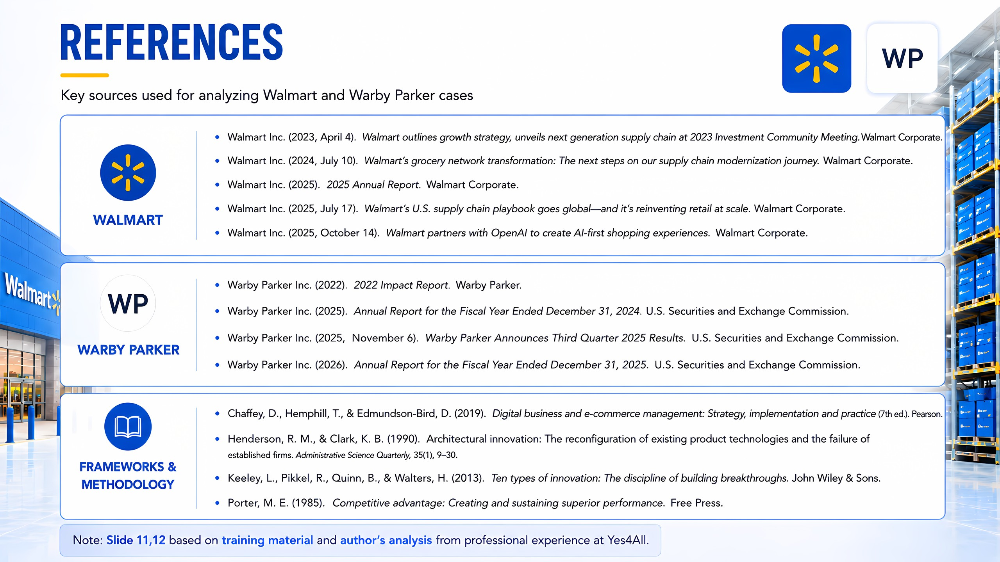 REFERENCES
WP
Key sources used for analyzing Walmart and Warby Parker cases
WALMART
• Walmart Inc. (2023, April 4). Walmart outlines growth strategy, unveils next generation supply chain at 2023 Investment Community Meeting. Walmart Corporate.
• Walmart Inc. (2024, July 10). Walmart’s grocery network transformation: The next steps on our supply chain modernization journey. Walmart Corporate.
• Walmart Inc. (2025). 2025 Annual Report. Walmart Corporate.
• Walmart Inc. (2025, July 17). Walmart’s U.S. supply chain playbook goes global—and it’s reinventing retail at scale. Walmart Corporate.
• Walmart Inc. (2025, October 14). Walmart partners with OpenAI to create AI-first shopping experiences. Walmart Corporate.
Walmart
WP
WARBY PARKER
• Warby Parker Inc. (2022). 2022 Impact Report. Warby Parker.
• Warby Parker Inc. (2025). Annual Report for the Fiscal Year Ended December 31, 2024. U.S. Securities and Exchange Commission.
• Warby Parker Inc. (2025, November 6). Warby Parker Announces Third Quarter 2025 Results. U.S. Securities and Exchange Commission.
• Warby Parker Inc. (2026). Annual Report for the Fiscal Year Ended December 31, 2025. U.S. Securities and Exchange Commission.
FRAMEWORKS &
METHODOLOGY
• Chaffey, D., Hemphill, T., & Edmundson-Bird, D. (2019). Digital business and e-commerce management: Strategy, implementation and practice (7th ed.). Pearson.
• Henderson, R. M., & Clark, K. B. (1990). Architectural innovation: The reconfiguration of existing product technologies and the failure of
established firms. Administrative Science Quarterly, 35(1), 9–30.
• Keeley, L., Pikkel, R., Quinn, B., & Walters, H. (2013). Ten types of innovation: The discipline of building breakthroughs. John Wiley & Sons.
• Porter, M. E. (1985). Competitive advantage: Creating and sustaining superior performance. Free Press.
Note: Slide 11,12 based on training material and author’s analysis from professional experience at Yes4All.